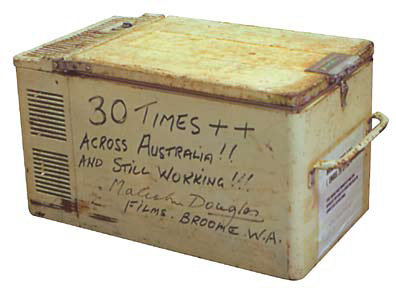 30 TIMES ++
ACROSS AUSTRALIA!!
AND STILL WORKING!!!
Malcolm Douglas
FILMS. BROOME W.A.